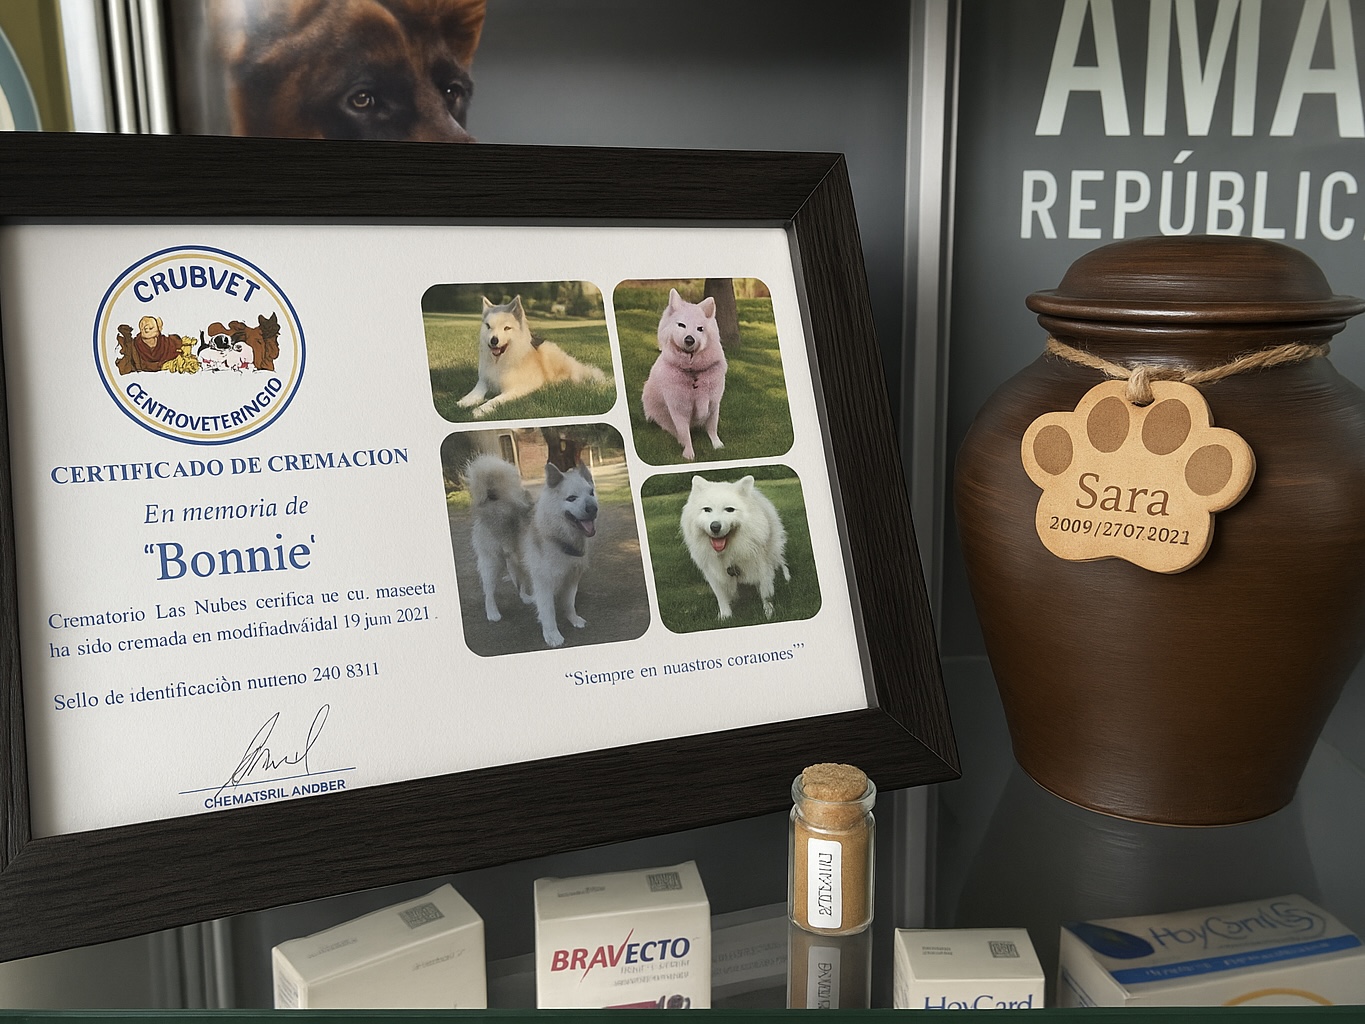 CRUBVET
CENTROVETERINGID
CERTIFICADO DE CREMACION
En memoria de
“Bonnie‘
Crematorio Las Nubes cerifica ue cu. maseeta
ha sido cremada en modifiadiváidal 19 jum 2021 .
Sello de identificaciòn nuteno 240 8311
CHEMATSRIL ANDBER
“Siempre en nuastros coraıones”’
AMA
REPÚBLIC
Sara
2009/2707.2021
BRAVECTO
HoyCard